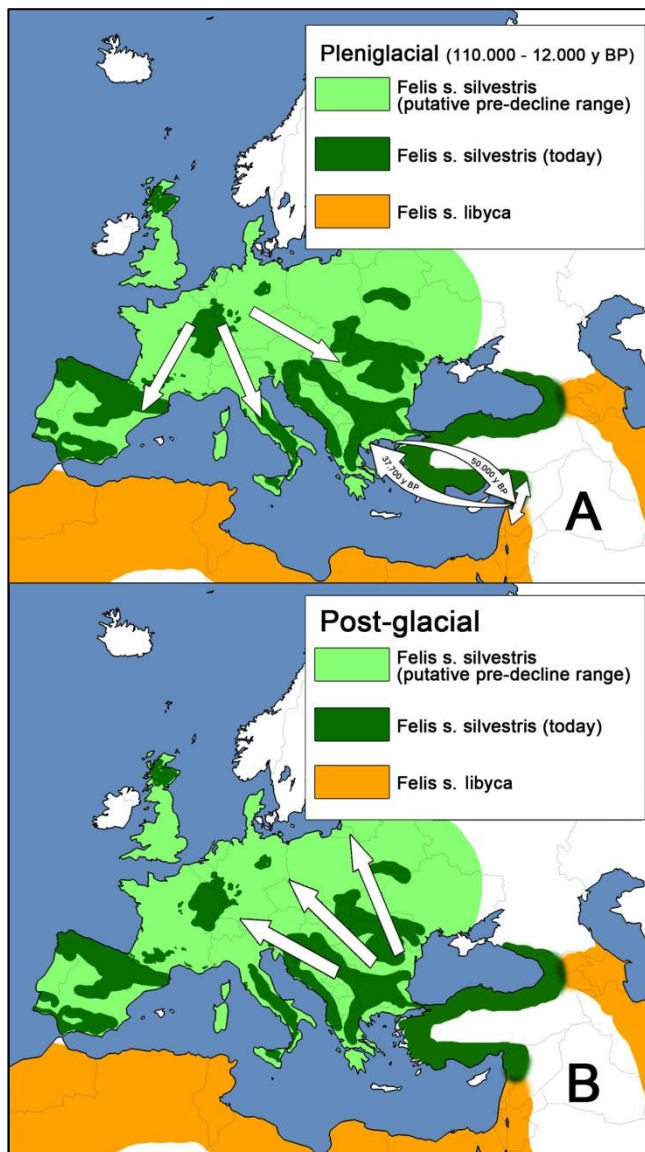 Pleniglacial (110.000 - 12.000 y BP)
Felis s. silvestris
(putative pre-decline range)
Felis s. silvestris (today)
Felis s. libyca
50.000 y BP
37.700 y BP
A
Post-glacial
Felis s. silvestris
(putative pre-decline range)
Felis s. silvestris (today)
Felis s. libyca
B